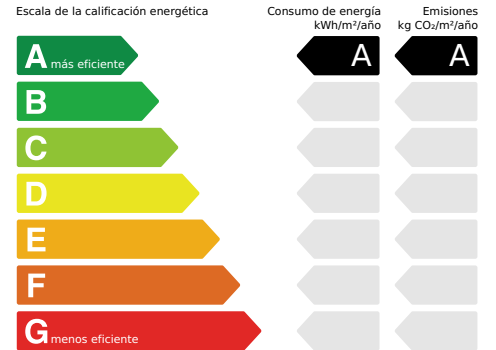 Escala de la calificación energética
Consumo de energía
kWh/m²/año
Emisiones
kg CO₂/m²/año
A más eficiente
A
A
B
C
D
E
F
G menos eficiente